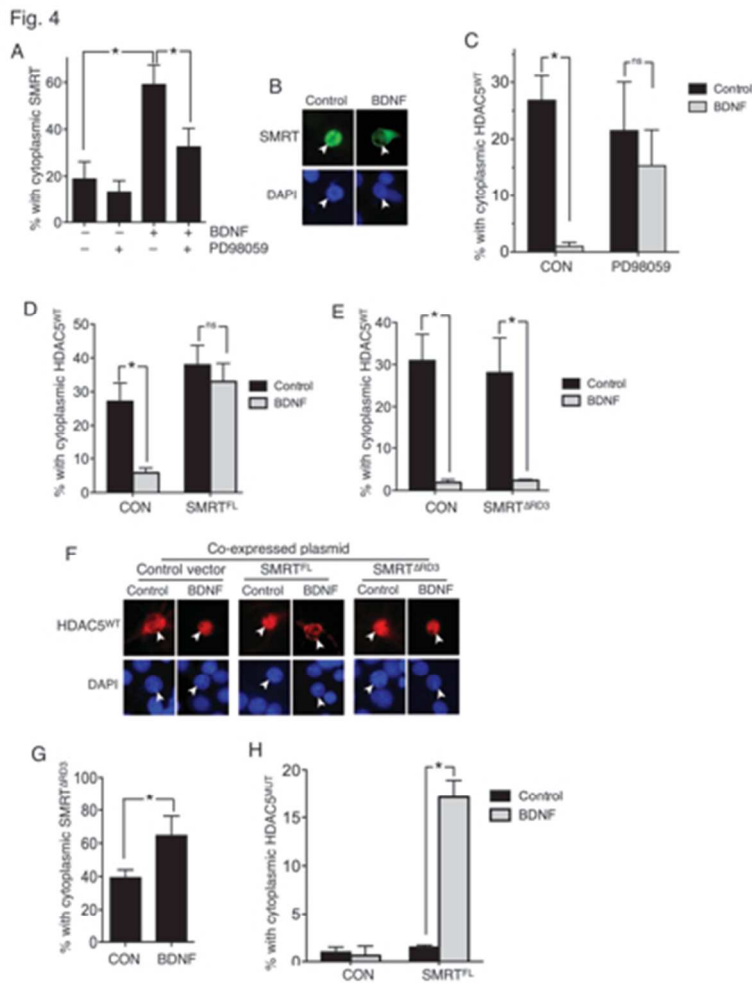 Fig. 4
A
% with cytoplasmic SMRT
60
40
20
0
*
*
− − + + BDNF
− + − + PD98059
B
Control BDNF
SMRT
DAPI
C
% with cytoplasmic HDAC5WT
30
20
10
0
*
ns
CON PD98059
Control
BDNF
D
% with cytoplasmic HDAC5WT
50
40
30
20
10
0
*
ns
CON SMRTFL
Control
BDNF
E
% with cytoplasmic HDAC5WT
40
30
20
10
0
*
*
CON SMRTΔRD3
Control
BDNF
F
Co-expressed plasmid
Control vector SMRTFL SMRTΔRD3
Control BDNF Control BDNF Control BDNF
HDAC5WT
DAPI
G
% with cytoplasmic SMRTΔRD3
100
80
60
40
20
0
*
CON BDNF
H
% with cytoplasmic HDAC5MUT
20
15
10
5
0
*
CON SMRTFL
Control
BDNF